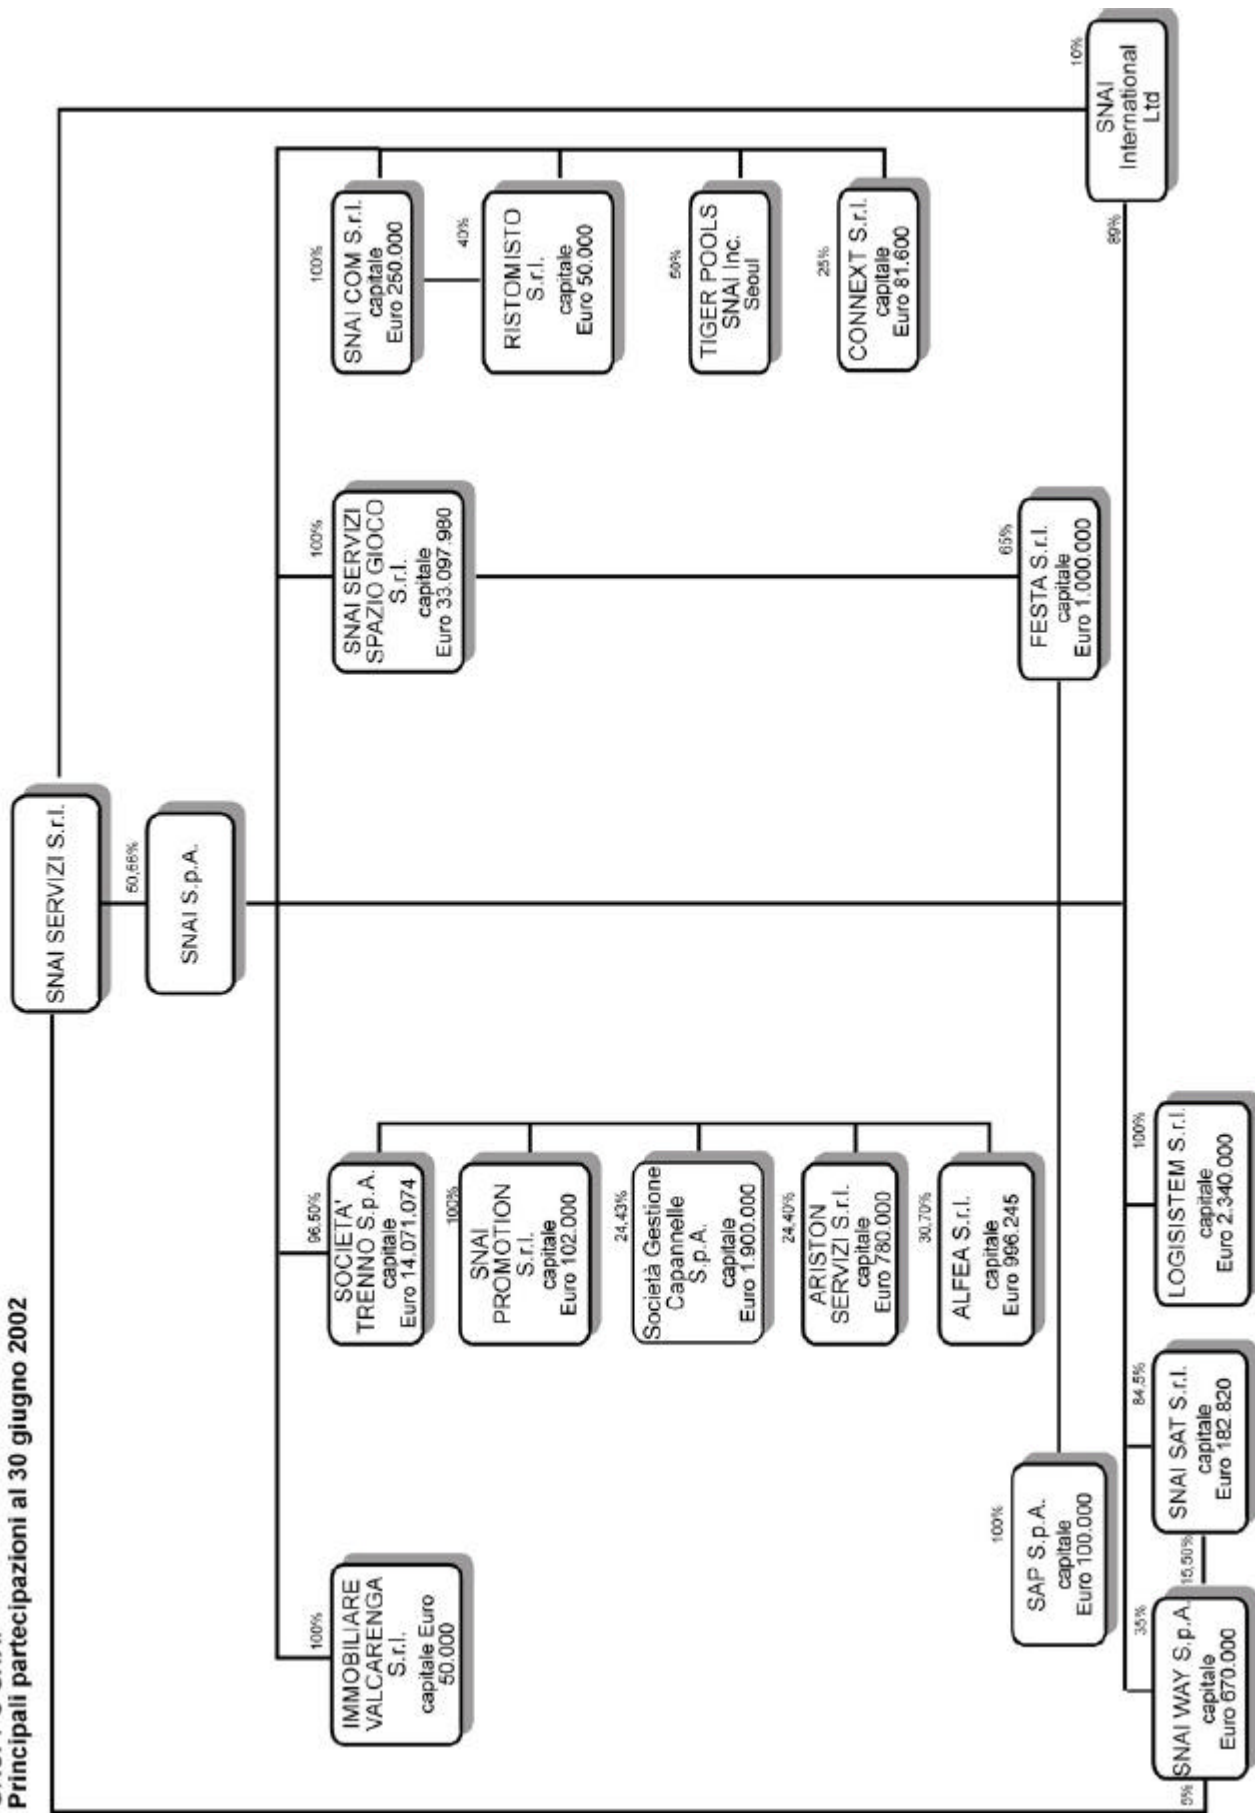 Principali partecipazioni al 30 giugno 2002
SNAI SERVIZI S.r.l.
SNAI S.p.A.
100%
IMMOBILIARE
VALCARENGA
S.r.l.
capitale Euro
50.000
96,50%
SOCIETA'
TRENNO S.p.A.
capitale
Euro 14.071.074
100%
SNAI
PROMOTION
S.r.l.
capitale
Euro 102.000
24,43%
Società Gestione
Capannelle
S.p.A.
capitale
Euro 1.900.000
24,40%
ARISTON
SERVIZI S.r.l.
capitale
Euro 780.000
30,70%
ALFEA S.r.l.
capitale
Euro 996.245
100%
SNAI SERVIZI
SPAZIO GIOCO
S.r.l.
capitale
Euro 33.097.980
100%
SNAI COM S.r.l.
capitale
Euro 250.000
40%
RISTOMISTO
S.r.l.
capitale
Euro 50.000
50%
TIGER POOLS
SNAI Inc.
Seoul
25%
CONNEXT S.r.l.
capitale
Euro 81.600
100%
SAP S.p.A.
capitale
Euro 100.000
65%
FESTA S.r.l.
capitale
Euro 1.000.000
5%
35%
SNAI WAY S.p.A.
capitale
Euro 670.000
15,50%
84,5%
SNAI SAT S.r.l.
capitale
Euro 182.820
100%
LOGISISTEM S.r.l.
capitale
Euro 2.340.000
89%
10%
SNAI
International
Ltd